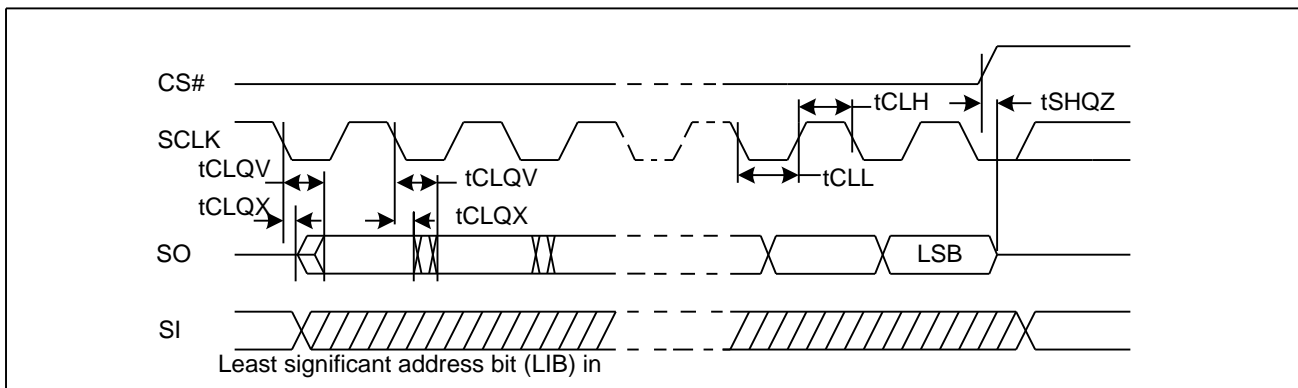 CS#
tCLH
tSHQZ
SCLK
tCLQV
tCLQV
tCLL
tCLQX
tCLQX
SO
LSB
SI
Least significant address bit (LIB) in